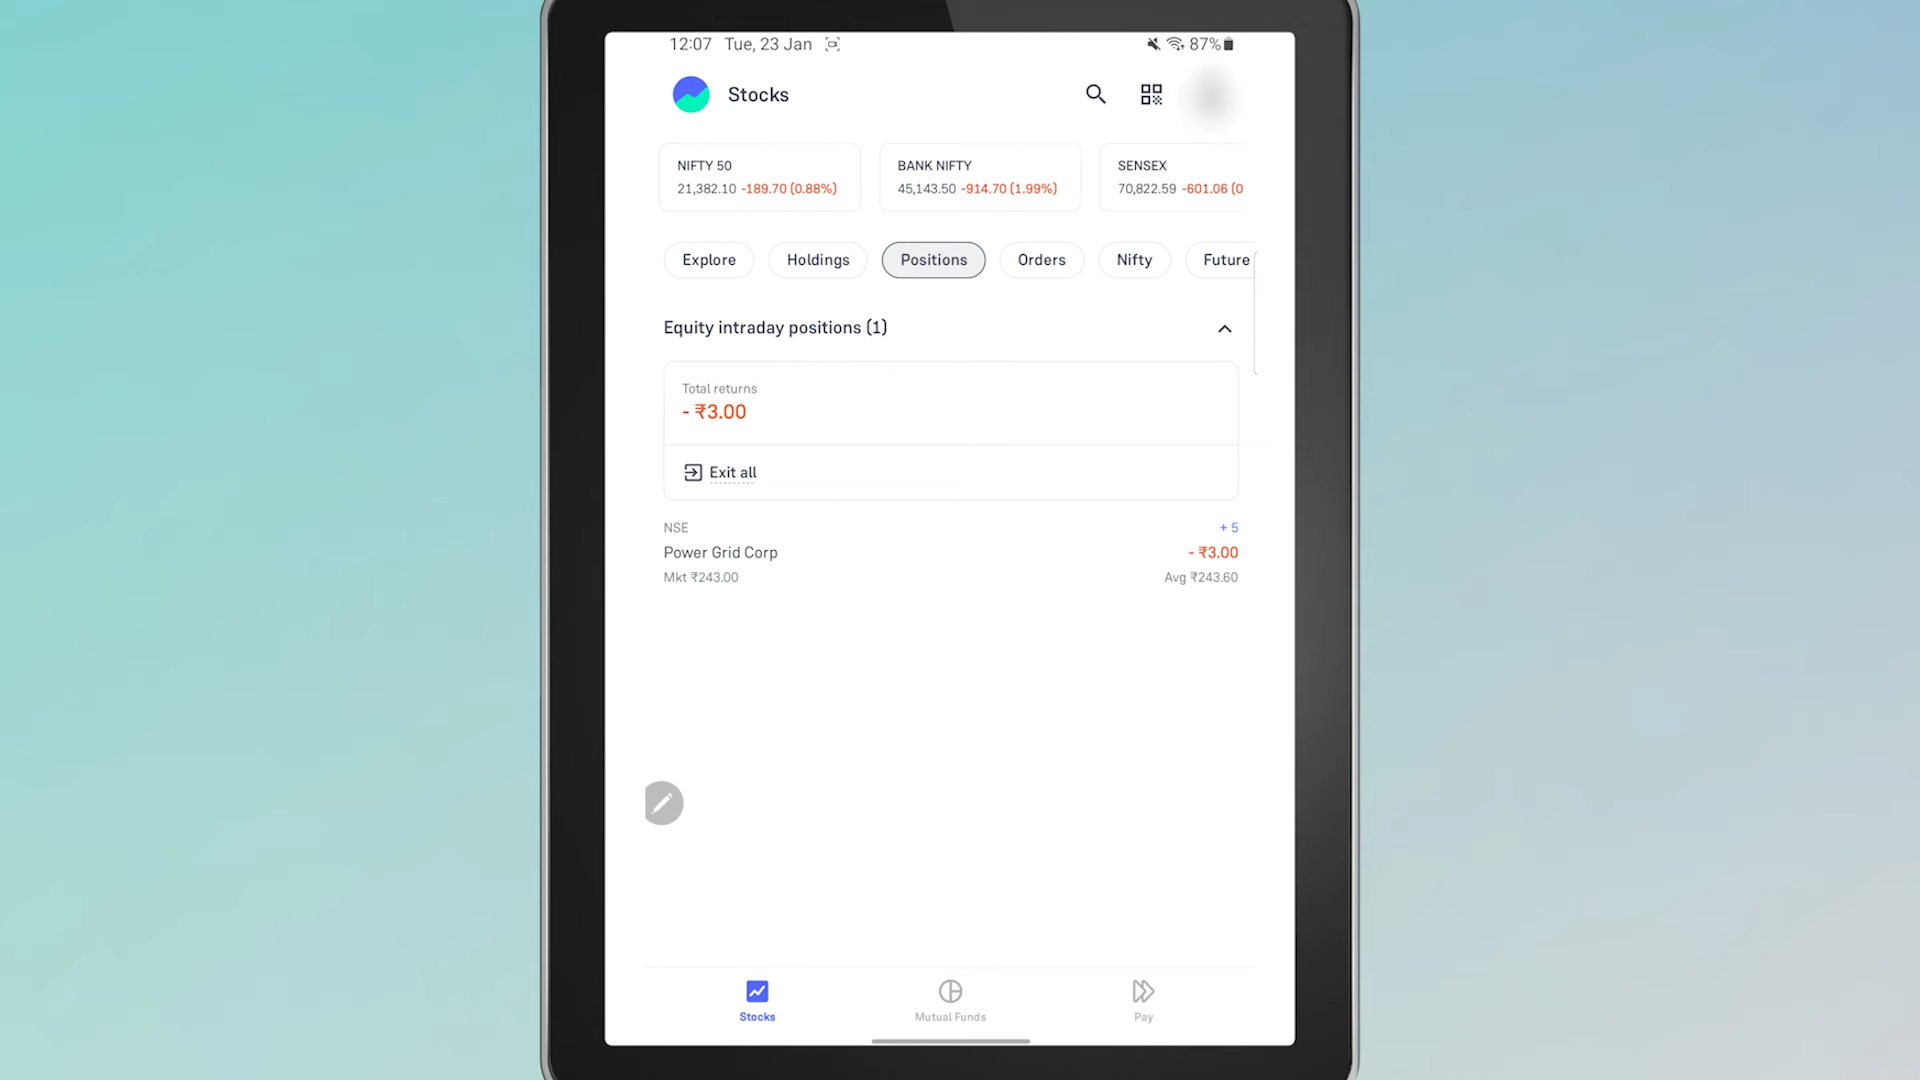 12:07 Tue, 23 Jan 87%
Stocks
NIFTY 50
21,382.10 -189.70 (0.88%)
BANK NIFTY
45,143.50 -914.70 (1.99%)
SENSEX
70,822.59 -601.06 (0
Explore
Holdings
Positions
Orders
Nifty
Future
Equity intraday positions (1)
Total returns
- ₹3.00
Exit all
NSE
+ 5
Power Grid Corp
- ₹3.00
Mkt ₹243.00
Avg ₹243.60
Stocks
Mutual Funds
Pay